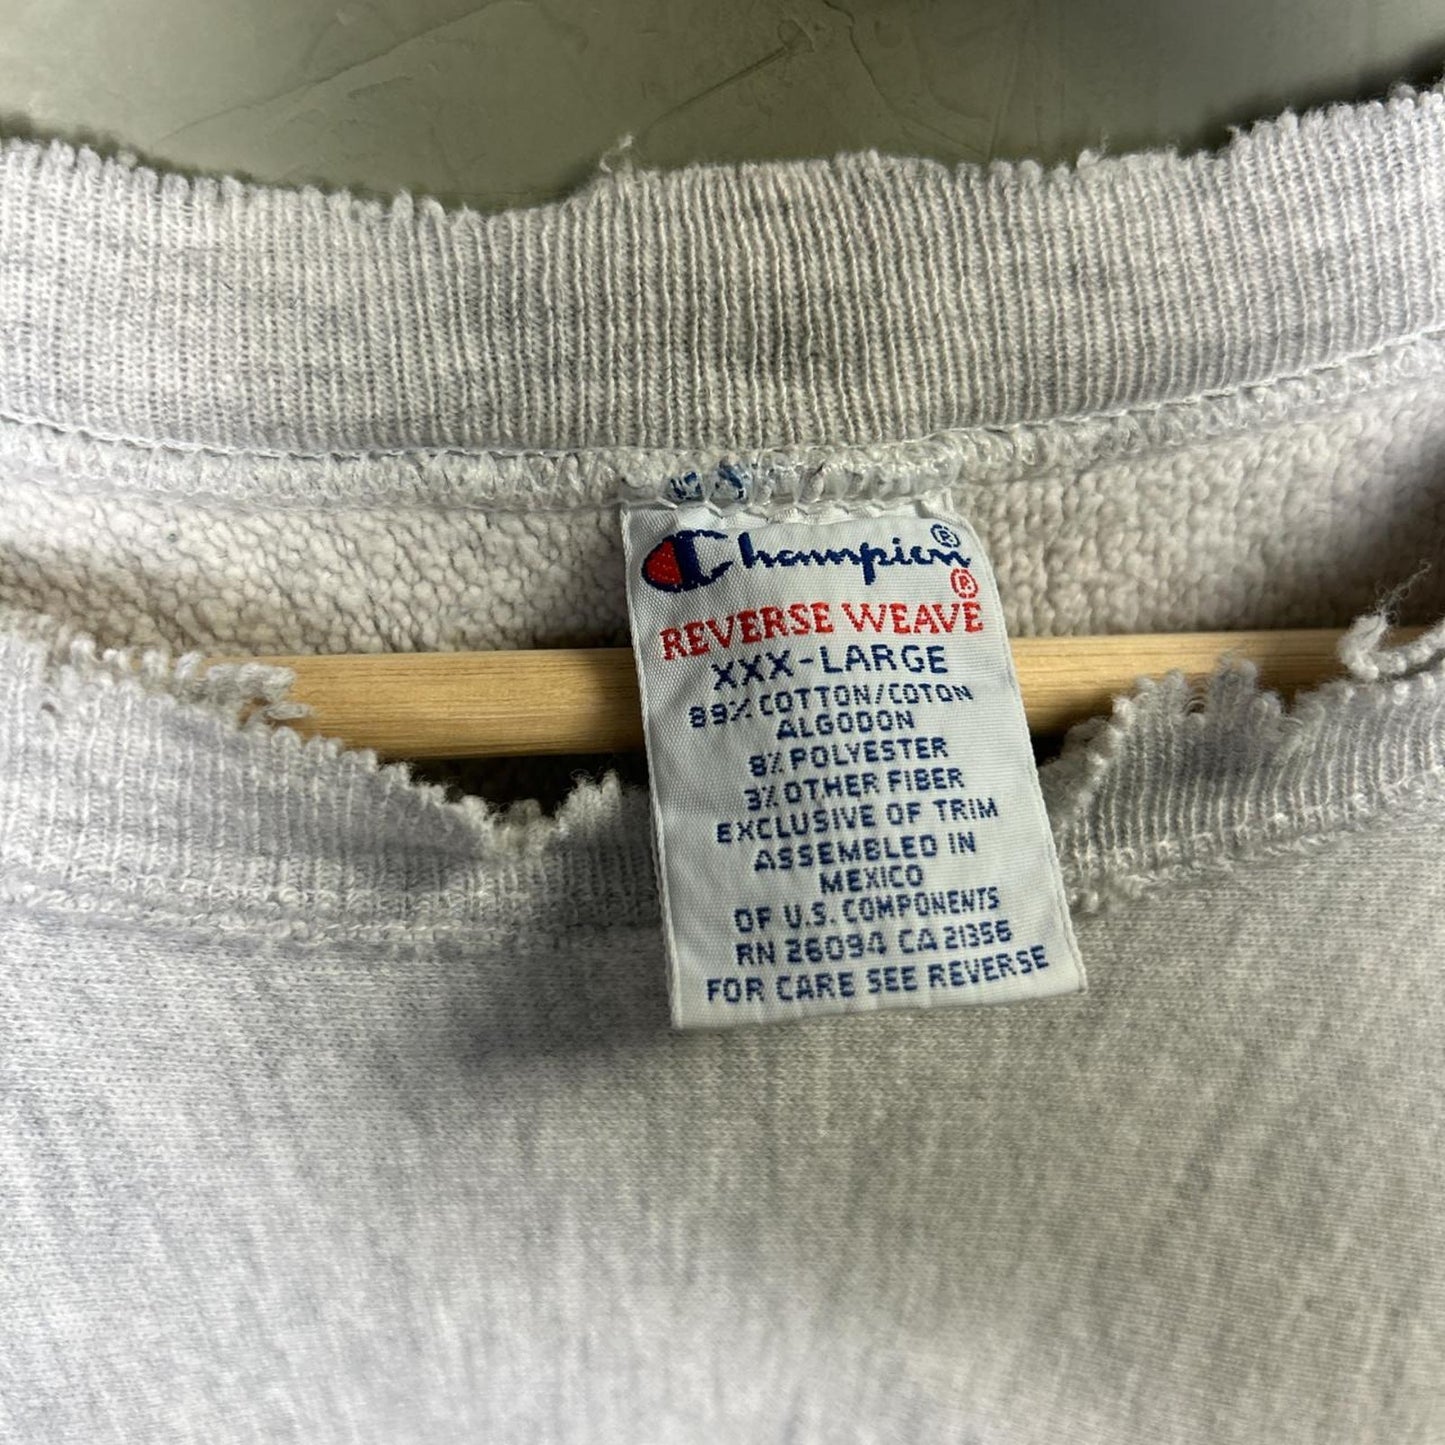 Champion®
®
REVERSE WEAVE
XXX-LARGE
89% COTTON/COTON
ALGODON
8% POLYESTER
3% OTHER FIBER
EXCLUSIVE OF TRIM
ASSEMBLED IN
MEXICO
OF U.S. COMPONENTS
RN 26094 CA 21356
FOR CARE SEE REVERSE